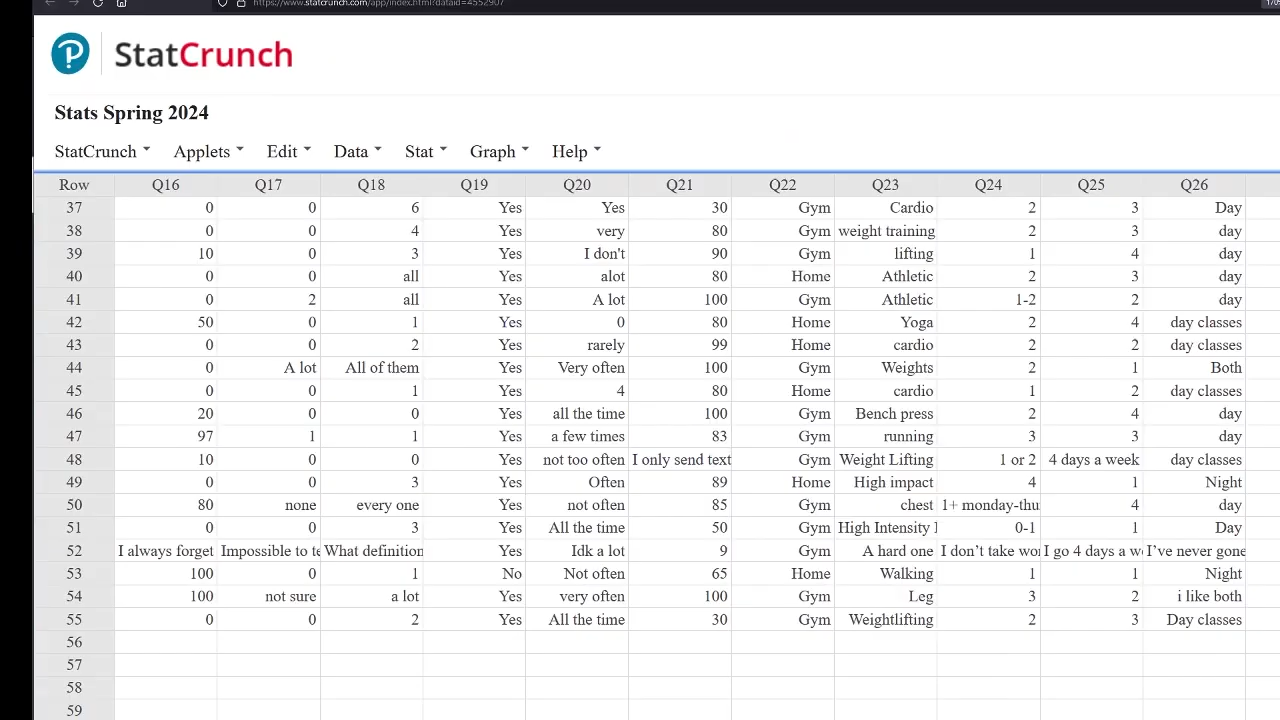 https://www.statcrunch.com/app/index.html?dataid=4552907
StatCrunch
Stats Spring 2024
StatCrunch Applets Edit Data Stat Graph Help
Row Q16 Q17 Q18 Q19 Q20 Q21 Q22 Q23 Q24 Q25 Q26
37 0 0 6 Yes Yes 30 Gym Cardio 2 3 Day
38 0 0 4 Yes very 80 Gym weight training 2 3 day
39 10 0 3 Yes I don't 90 Gym lifting 1 4 day
40 0 0 all Yes alot 80 Home Athletic 2 3 day
41 0 2 all Yes A lot 100 Gym Athletic 1-2 2 day
42 50 0 1 Yes 0 80 Home Yoga 2 4 day classes
43 0 0 2 Yes rarely 99 Home cardio 2 2 day classes
44 0 A lot All of them Yes Very often 100 Gym Weights 2 1 Both
45 0 0 1 Yes 4 80 Home cardio 1 2 day classes
46 20 0 0 Yes all the time 100 Gym Bench press 2 4 day
47 97 1 1 Yes a few times 83 Gym running 3 3 day
48 10 0 0 Yes not too often I only send text Gym Weight Lifting 1 or 2 4 days a week day classes
49 0 0 3 Yes Often 89 Home High impact 4 1 Night
50 80 none every one Yes not often 85 Gym chest 1+ monday-thu 4 day
51 0 0 3 Yes All the time 50 Gym High Intensity 0-1 1 Day
52 I always forget Impossible to te What definition Yes Idk a lot 9 Gym A hard one I don’t take wo I go 4 days a w I’ve never gone
53 100 0 1 No Not often 65 Home Walking 1 1 Night
54 100 not sure a lot Yes very often 100 Gym Leg 3 2 i like both
55 0 0 2 Yes All the time 30 Gym Weightlifting 2 3 Day classes
56
57
58
59